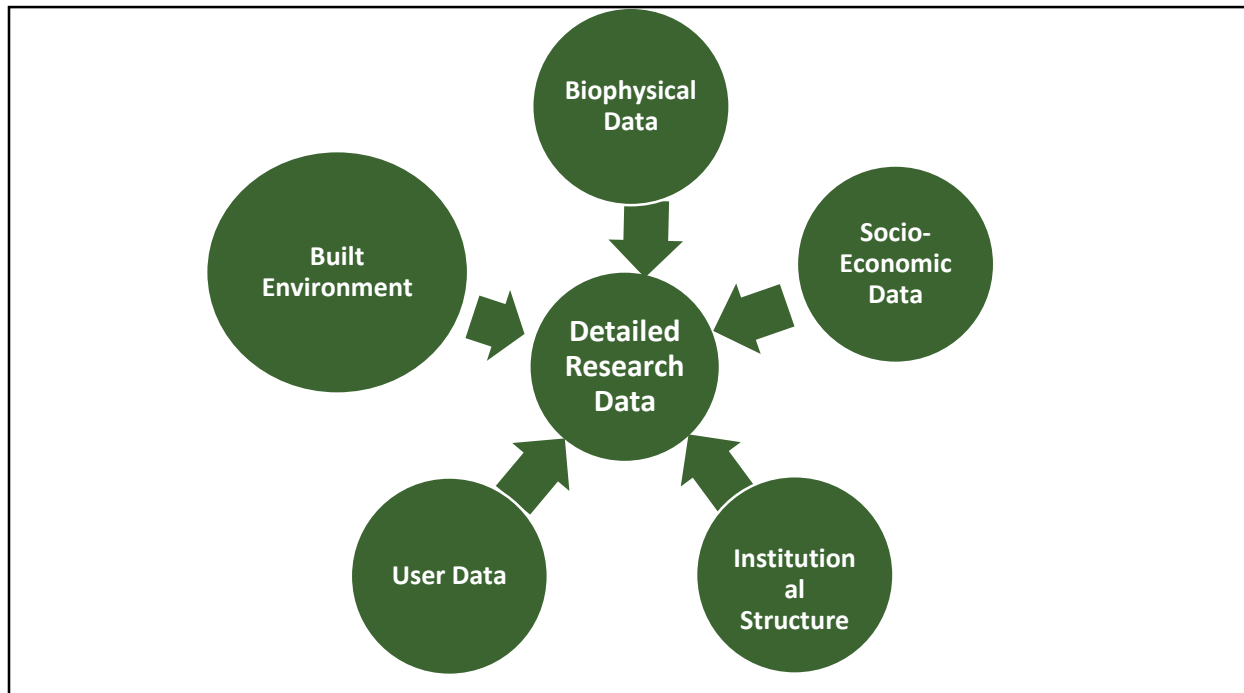 Biophysical
Data
Built
Environment
Socio-
Economic
Data
Detailed
Research
Data
User Data
Institution
al
Structure